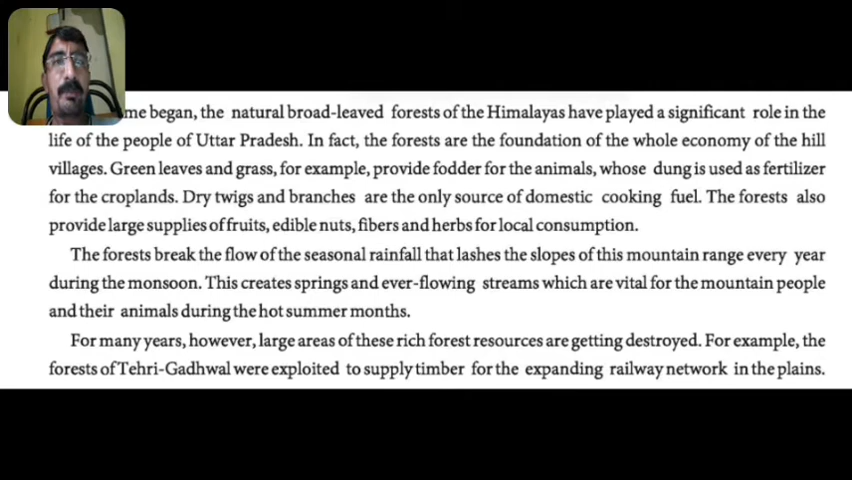 me began, the natural broad-leaved forests of the Himalayas have played a significant role in the
life of the people of Uttar Pradesh. In fact, the forests are the foundation of the whole economy of the hill
villages. Green leaves and grass, for example, provide fodder for the animals, whose dung is used as fertilizer
for the croplands. Dry twigs and branches are the only source of domestic cooking fuel. The forests also
provide large supplies of fruits, edible nuts, fibers and herbs for local consumption.
The forests break the flow of the seasonal rainfall that lashes the slopes of this mountain range every year
during the monsoon. This creates springs and ever-flowing streams which are vital for the mountain people
and their animals during the hot summer months.
For many years, however, large areas of these rich forest resources are getting destroyed. For example, the
forests of Tehri-Gadhwal were exploited to supply timber for the expanding railway network in the plains.